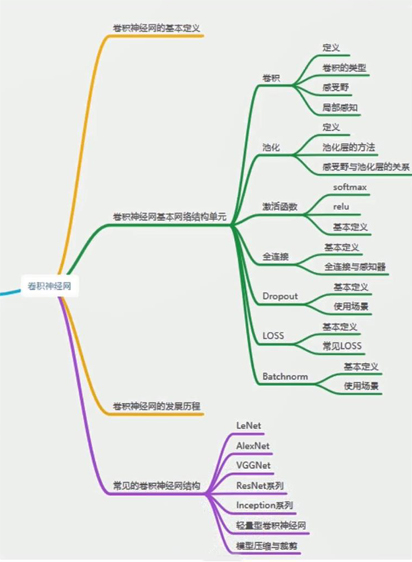 卷积神经网的基本定义
定义
卷积的类型
卷积
感受野
局部感知
定义
池化
池化层的方法
感受野与池化层的关系
softmax
激活函数
relu
卷积神经网基本网络结构单元
基本定义
基本定义
全连接
全连接与感知器
基本定义
Dropout
使用场景
卷积神经网
基本定义
LOSS
常见LOSS
基本定义
Batchnorm
使用场景
卷积神经网的发展历程
LeNet
AlexNet
VGGNet
常见的卷积神经网结构
ResNet系列
Inception系列
轻量型卷积神经网
模型压缩与裁剪